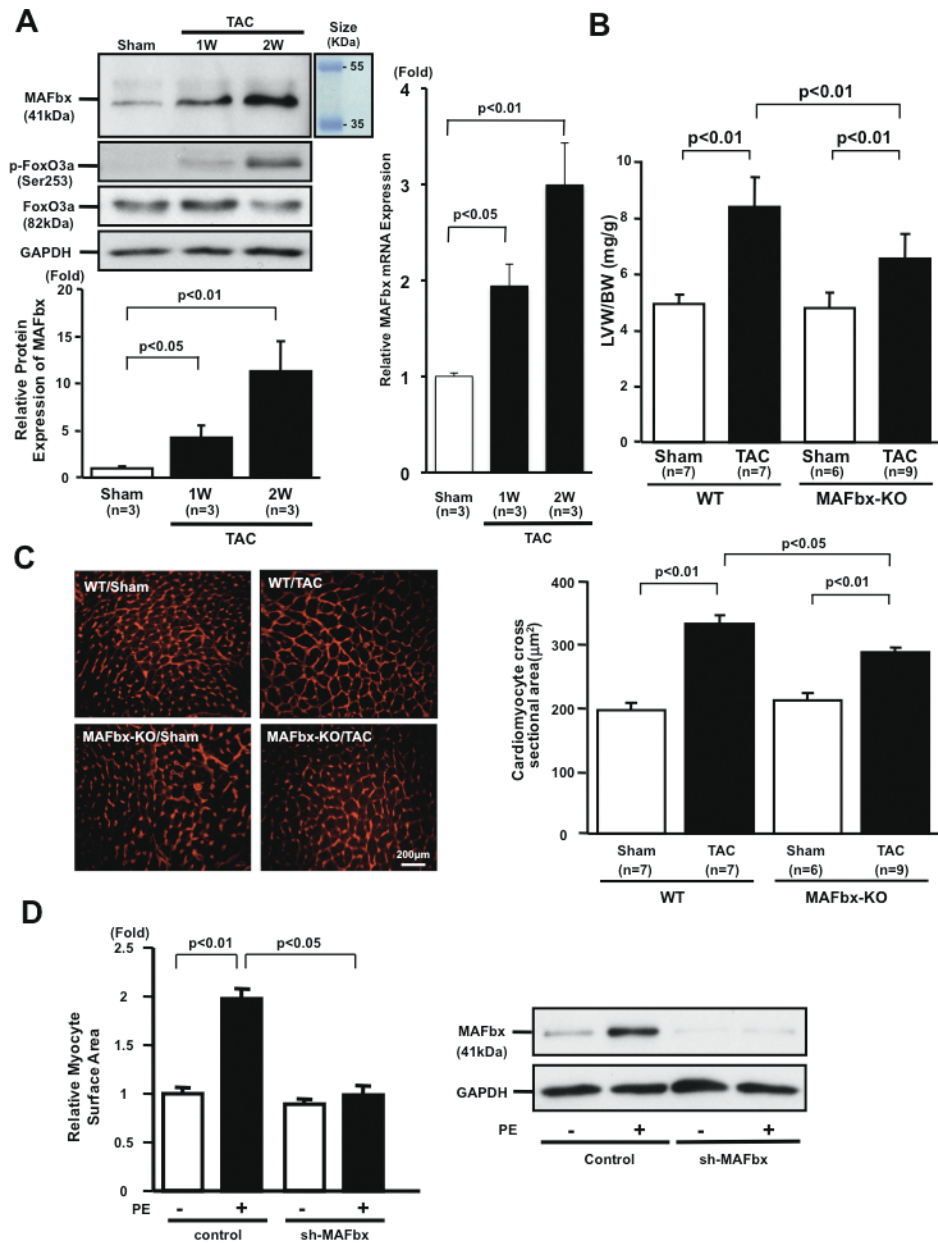 A
TAC
Sham 1W 2W
Size
(KDa)
- 55
- 35
MAFbx
(41kDa)
p-FoxO3a
(Ser253)
FoxO3a
(82kDa)
GAPDH
(Fold)
20
15
10
5
0
Relative Protein
Expression of MAFbx
p<0.01
p<0.05
Sham 1W 2W
(n=3) (n=3) (n=3)
TAC
(Fold)
4
3
2
1
0
Relative MAFbx mRNA Expression
p<0.01
p<0.05
Sham 1W 2W
(n=3) (n=3) (n=3)
TAC
B
p<0.01
p<0.01 p<0.01
10
8
6
4
2
0
LVW/BW (mg/g)
Sham TAC Sham TAC
(n=7) (n=7) (n=6) (n=9)
WT MAFbx-KO
C
WT/Sham WT/TAC
MAFbx-KO/Sham MAFbx-KO/TAC
200μm
p<0.05
p<0.01 p<0.01
400
300
200
100
0
Cardiomyocyte cross
sectional area(μm²)
Sham TAC Sham TAC
(n=7) (n=7) (n=6) (n=9)
WT MAFbx-KO
D
(Fold)
2.5
2
1.5
1
0.5
0
Relative Myocyte
Surface Area
p<0.01 p<0.05
PE - + - +
control sh-MAFbx
MAFbx
(41kDa)
GAPDH
PE - + - +
Control sh-MAFbx